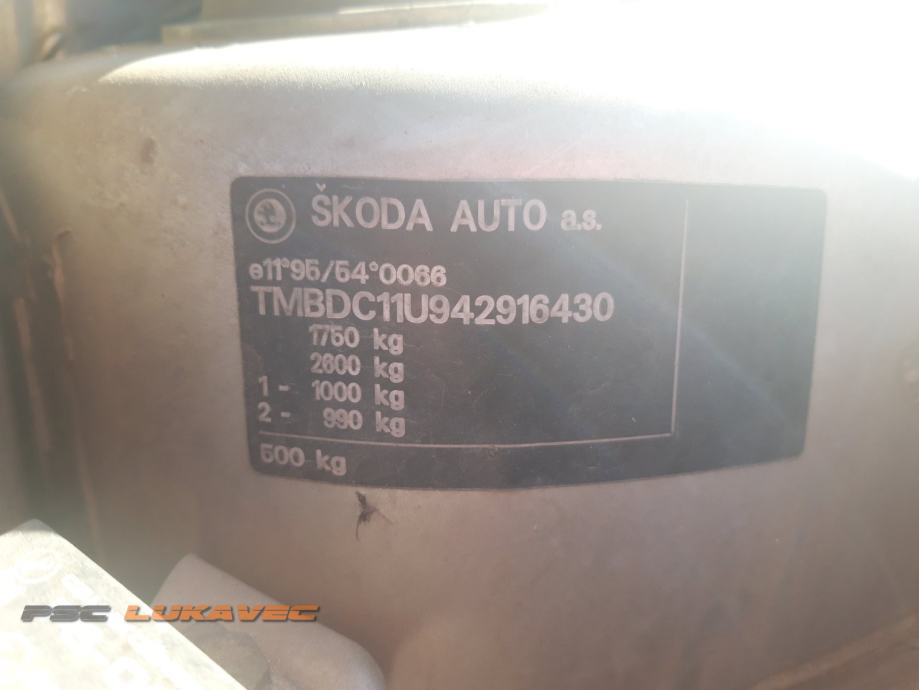 ŠKODA AUTO a.s.
e11*95/54*0066
TMBDC11U942916430
1750 kg
2600 kg
1 - 1000 kg
2 - 990 kg
500 kg
PSC LUKAVEC